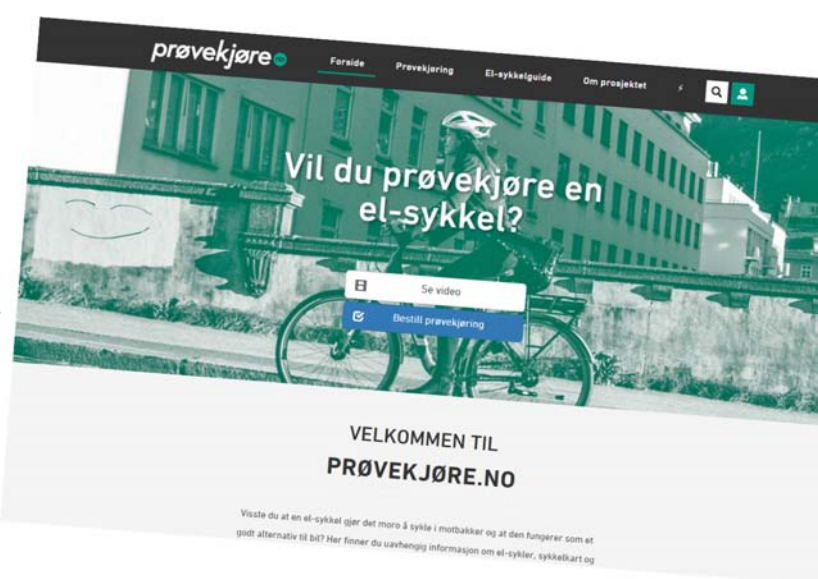 prøvekjøre.no
Forside
Prøvekjøring
El-sykkelguide
Om prosjektet
Vil du prøvekjøre en
el-sykkel?
Se video
Bestill prøvekjøring
VELKOMMEN TIL
PRØVEKJØRE.NO
Visste du at en el-sykkel gjør det moro å sykle i motbakker og at den fungerer som et
godt alternativ til bil? Her finner du uavhengig informasjon om el-sykler, sykkelkart og